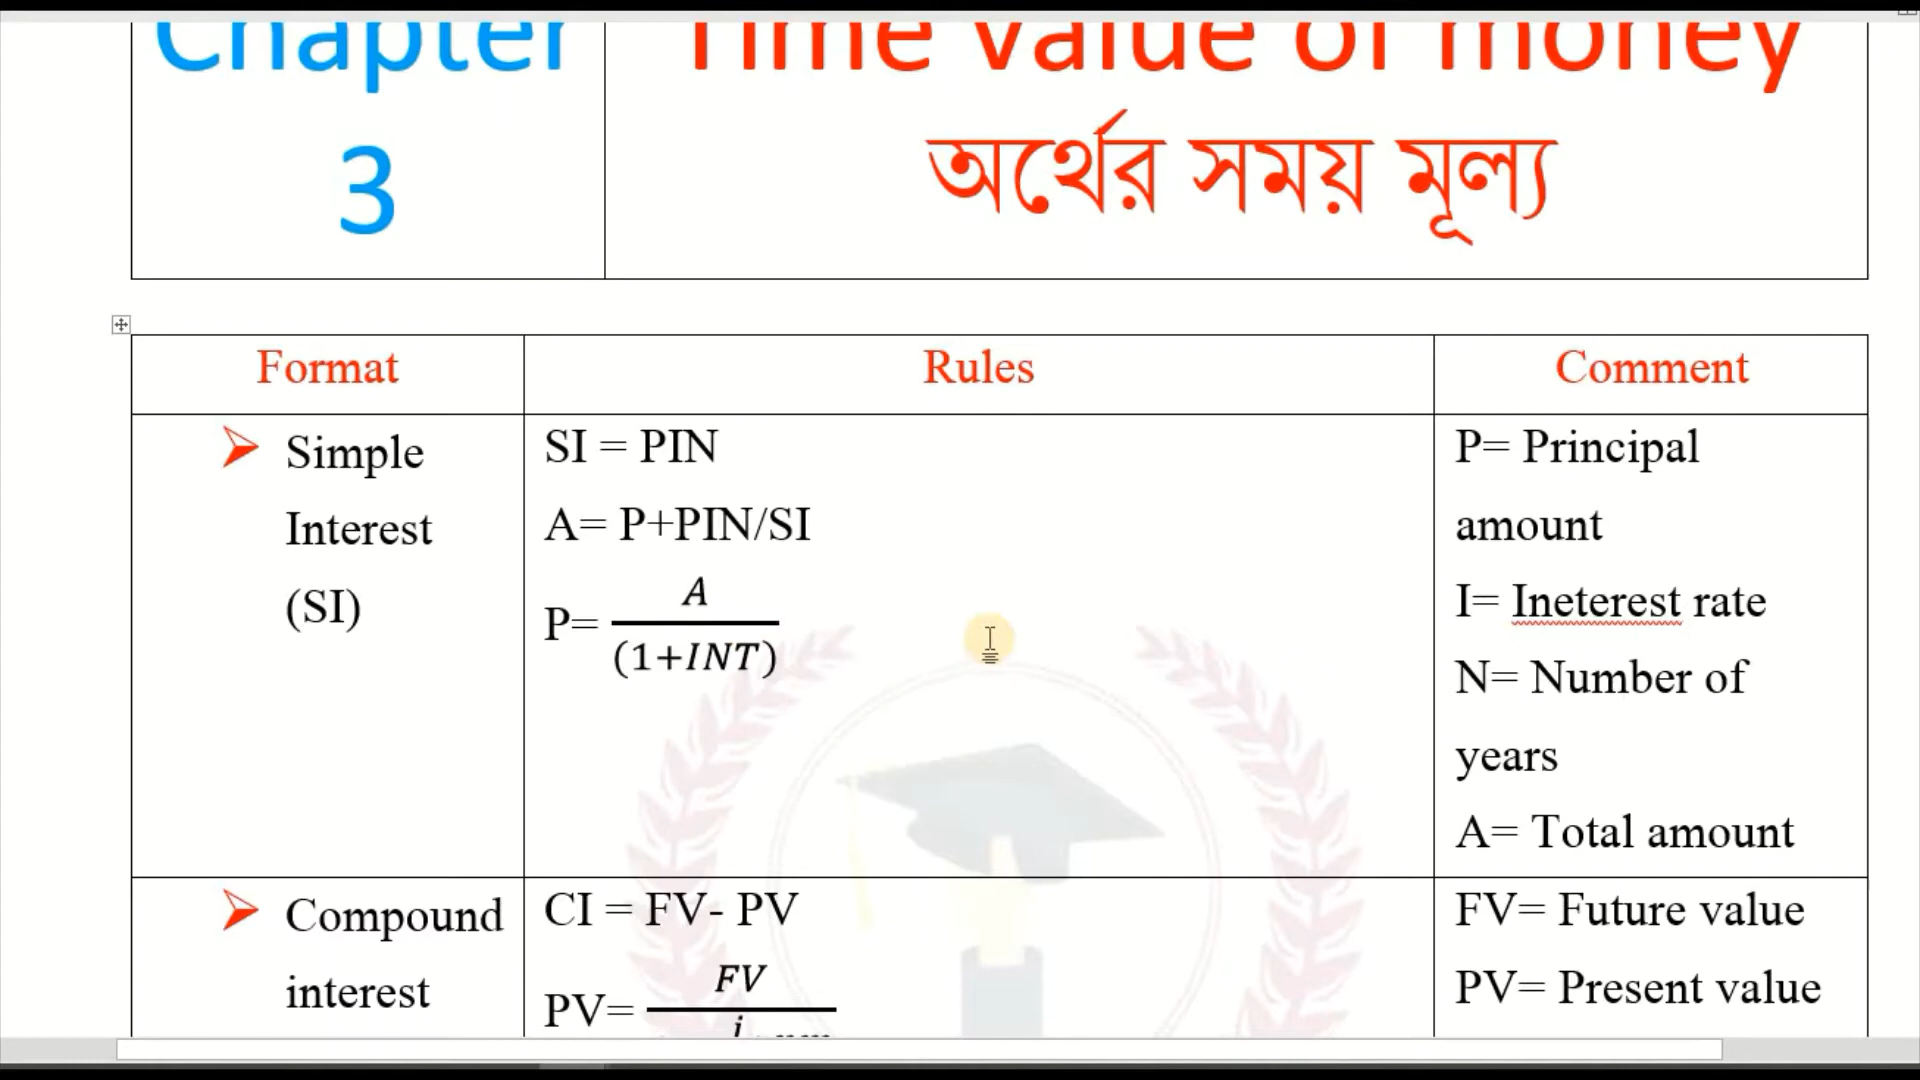 Chapter
3
Time value of money
অর্থের সময় মূল্য
Format
Rules
Comment
Simple
Interest
(SI)
SI = PIN
A= P+PIN/SI
P= A
(1+INT)
P= Principal
amount
I= Ineterest rate
N= Number of
years
A= Total amount
Compound
interest
CI = FV- PV
PV= FV
FV= Future value
PV= Present value